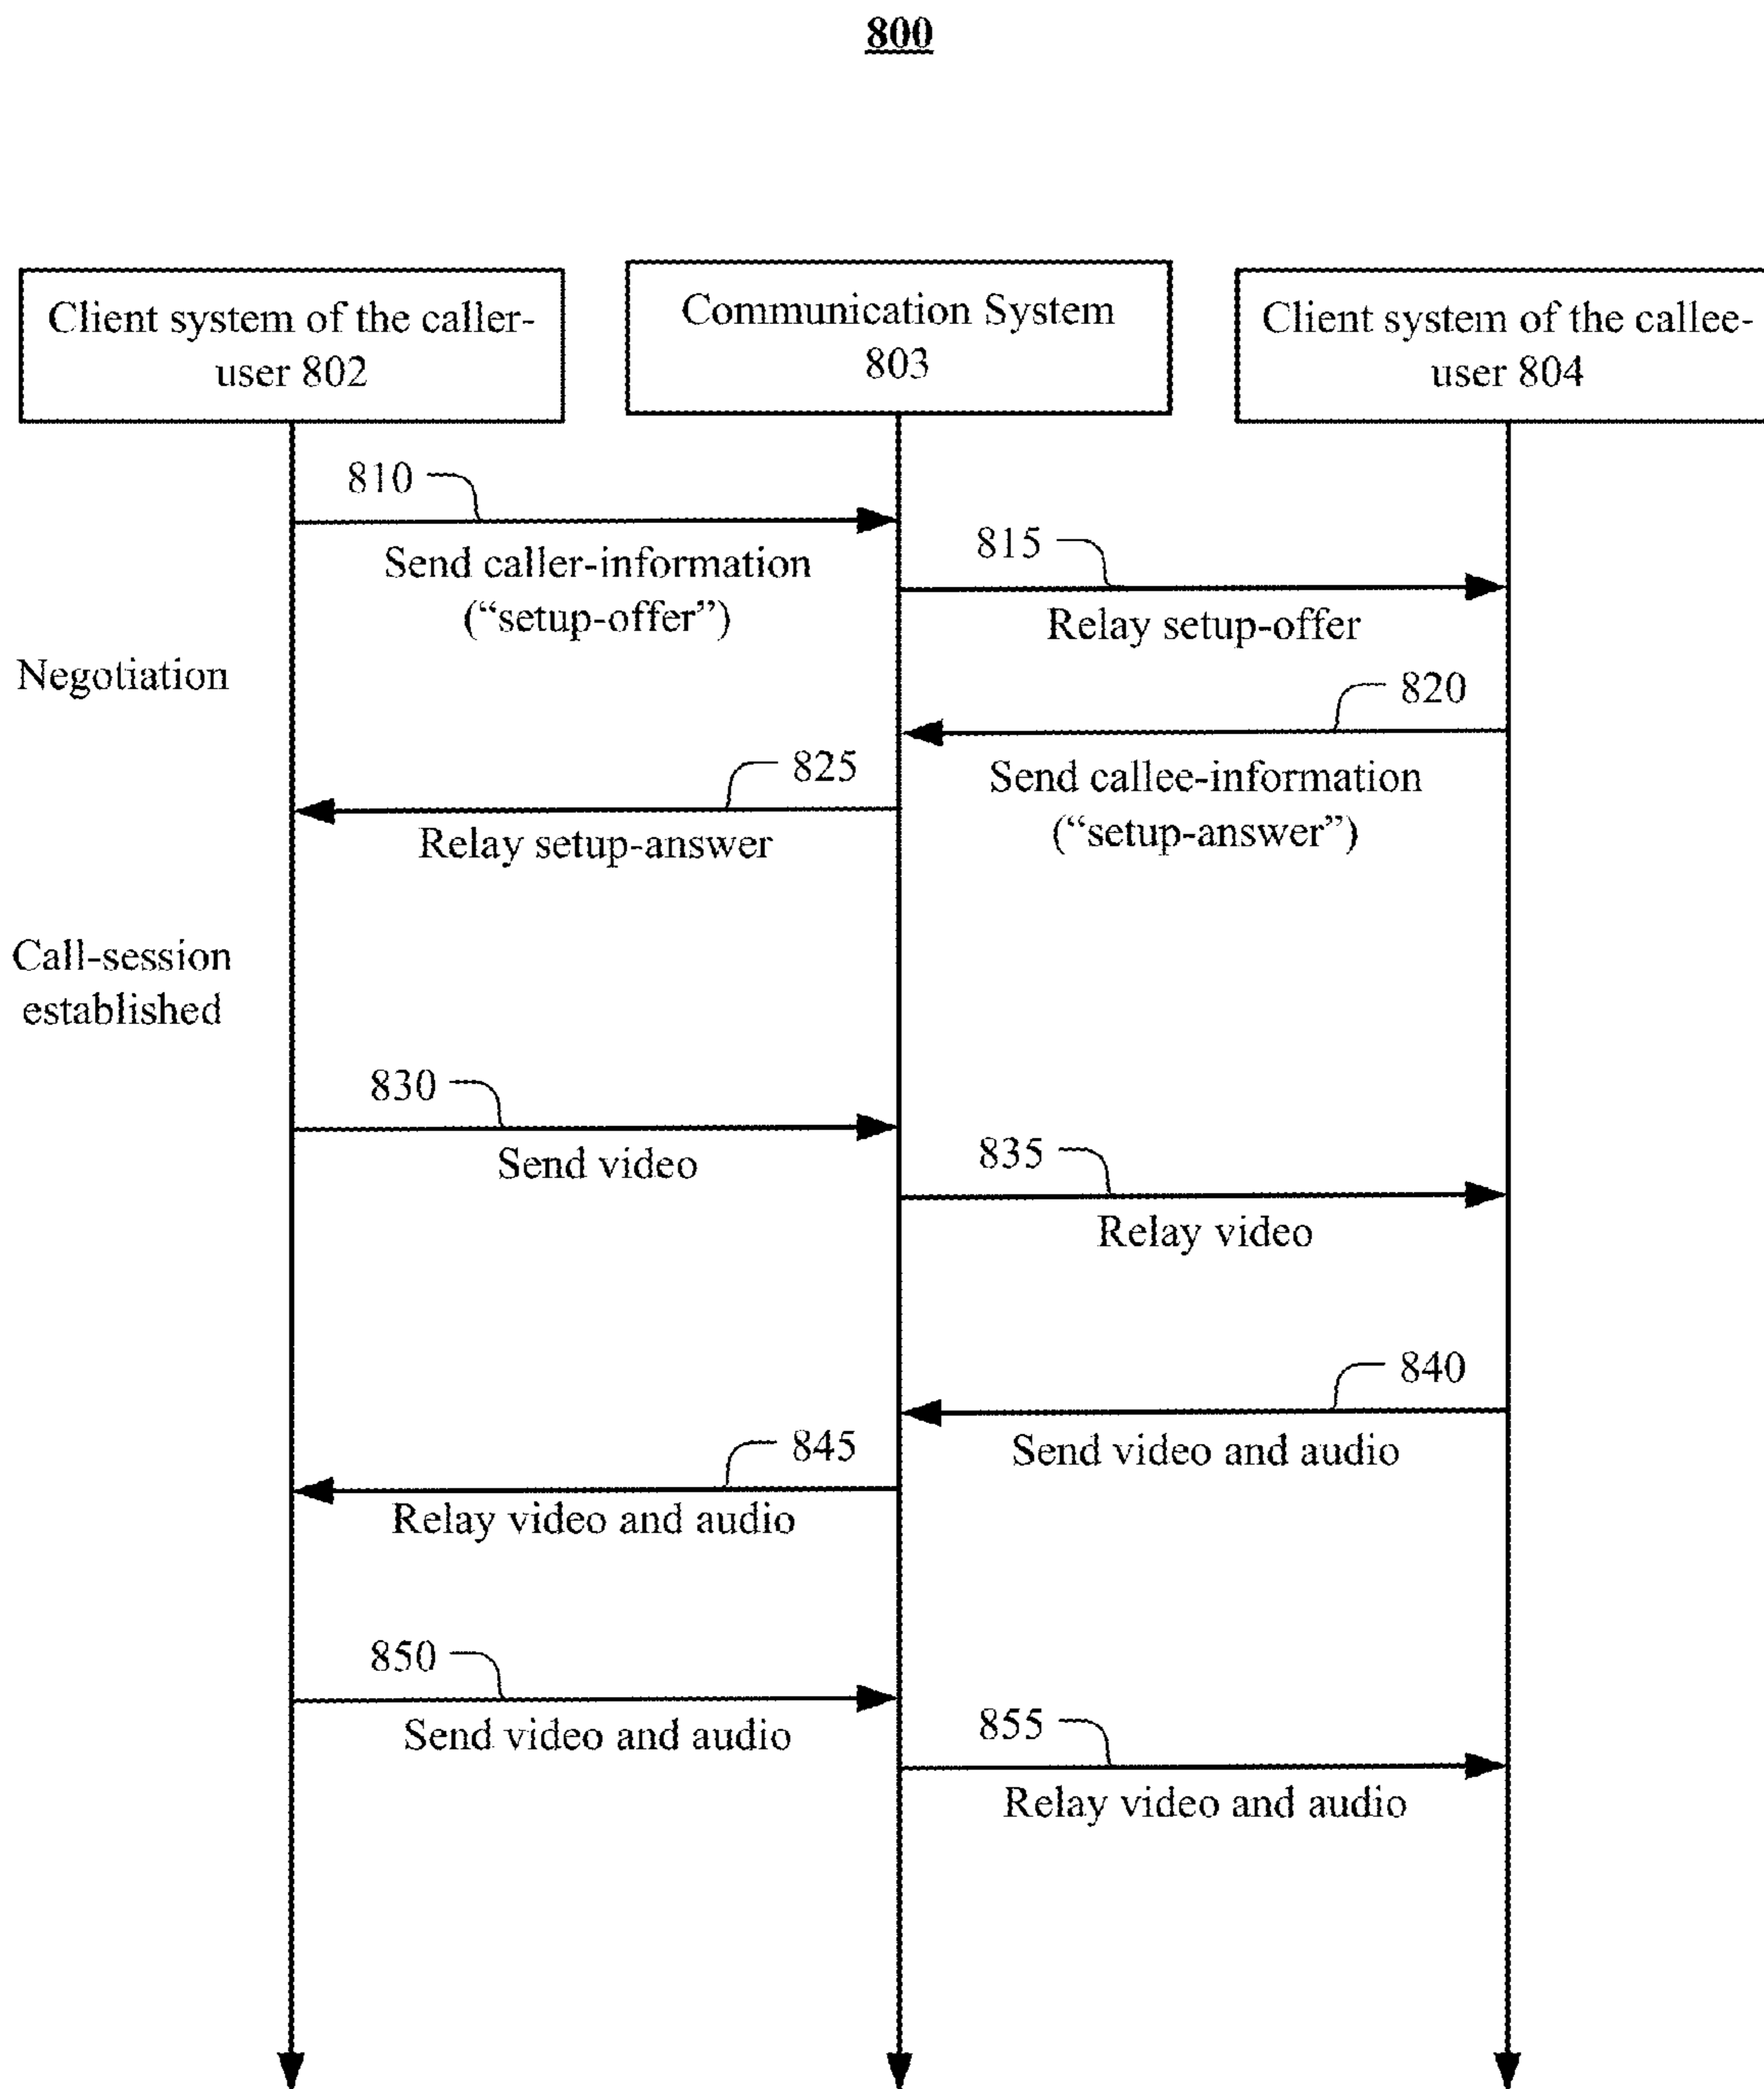 800
Client system of the caller-
user 802
Communication System
803
Client system of the callee-
user 804
810
Send caller-information
(“setup-offer”)
815
Relay setup-offer
Negotiation
820
Send callee-information
(“setup-answer”)
825
Relay setup-answer
Call-session
established
830
Send video
835
Relay video
840
Send video and audio
845
Relay video and audio
850
Send video and audio
855
Relay video and audio